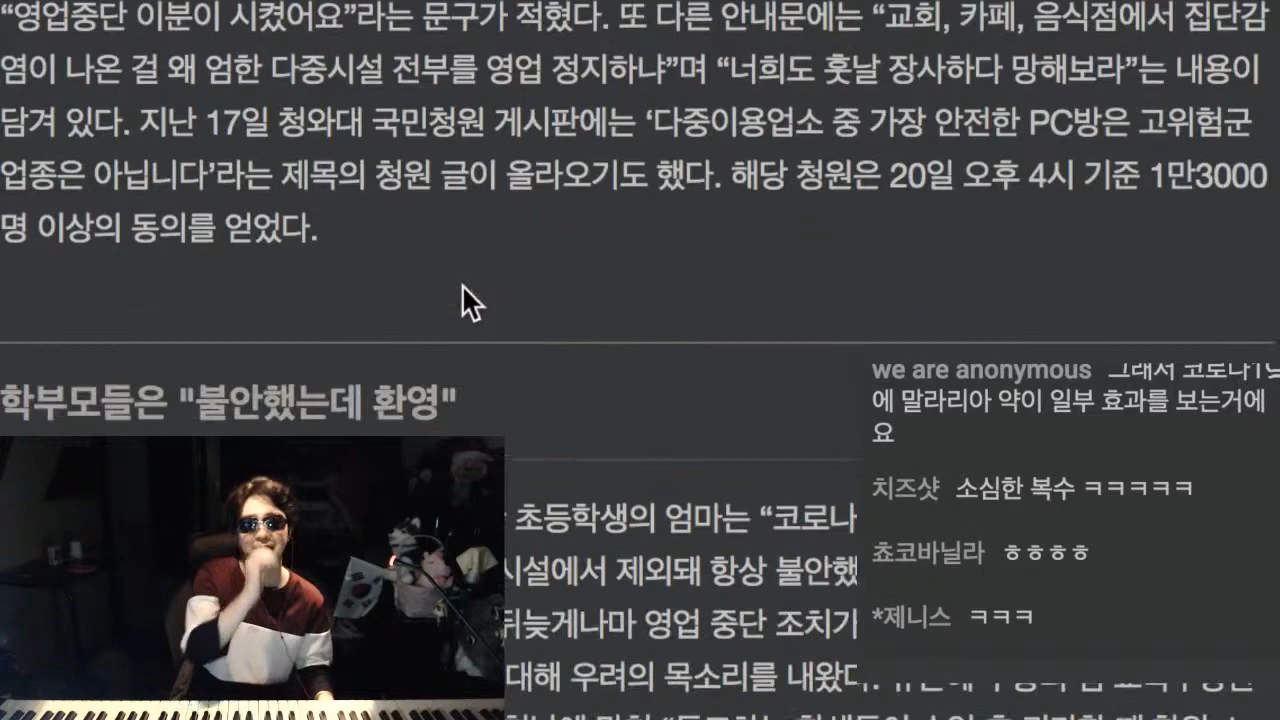 “영업중단 이분이 시켰어요”라는 문구가 적혔다. 또 다른 안내문에는 “교회, 카페, 음식점에서 집단감
염이 나온 걸 왜 엄한 다중시설 전부를 영업 정지하냐”며 “너희도 훗날 장사하다 망해보라”는 내용이
담겨 있다. 지난 17일 청와대 국민청원 게시판에는 ‘다중이용업소 중 가장 안전한 PC방은 고위험군
업종은 아닙니다’라는 제목의 청원 글이 올라오기도 했다. 해당 청원은 20일 오후 4시 기준 1만3000
명 이상의 동의를 얻었다.
학부모들은 "불안했는데 환영"
초등학생의 엄마는 “코로나
시설에서 제외돼 항상 불안했
뒤늦게나마 영업 중단 조치가
대해 우려의 목소리를 내왔다.
we are anonymous 그래서 코로나19
에 말라리아 약이 일부 효과를 보는거에
요
치즈샷 소심한 복수 ㅋㅋㅋㅋㅋ
쵸코바닐라 ㅎㅎㅎㅎ
*제니스 ㅋㅋㅋ